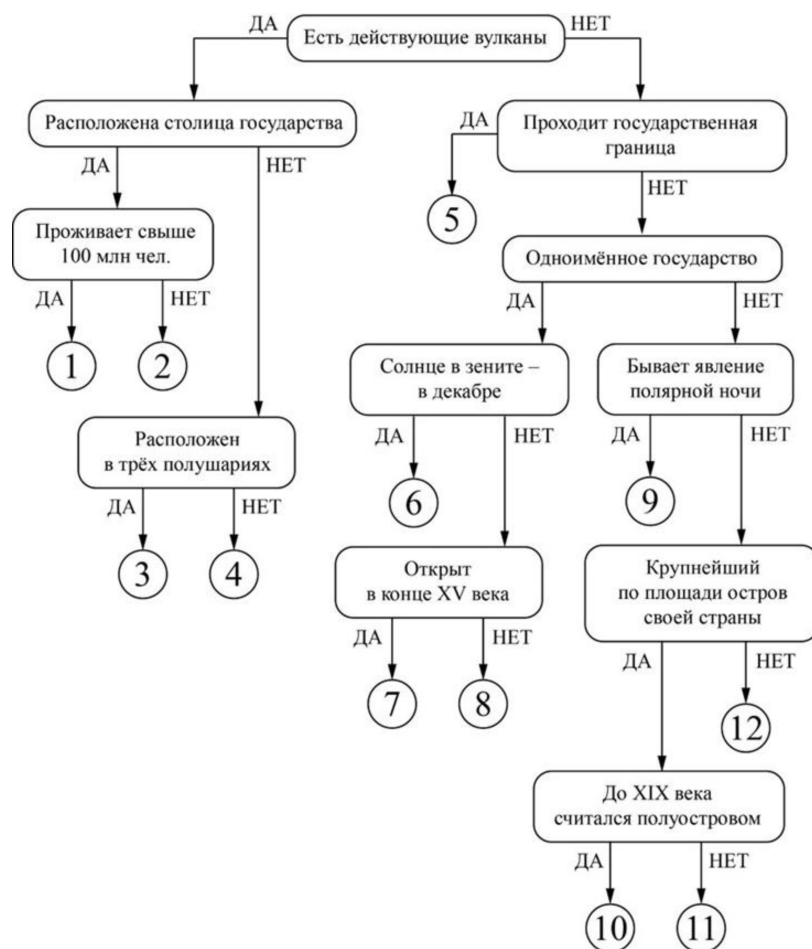 ДА
Есть действующие вулканы
НЕТ
Расположена столица государства
ДА
Проходит государственная
граница
ДА
НЕТ
5
НЕТ
Проживает свыше
100 млн чел.
Одноимённое государство
ДА
НЕТ
ДА
НЕТ
1
2
Солнце в зените –
в декабре
Бывает явление
полярной ночи
Расположен
в трёх полушариях
ДА
НЕТ
ДА
НЕТ
6
9
ДА
НЕТ
3
4
Открыт
в конце XV века
Крупнейший
по площади остров
своей страны
ДА
НЕТ
ДА
НЕТ
7
8
12
До XIX века
считался полуостровом
ДА
НЕТ
10
11